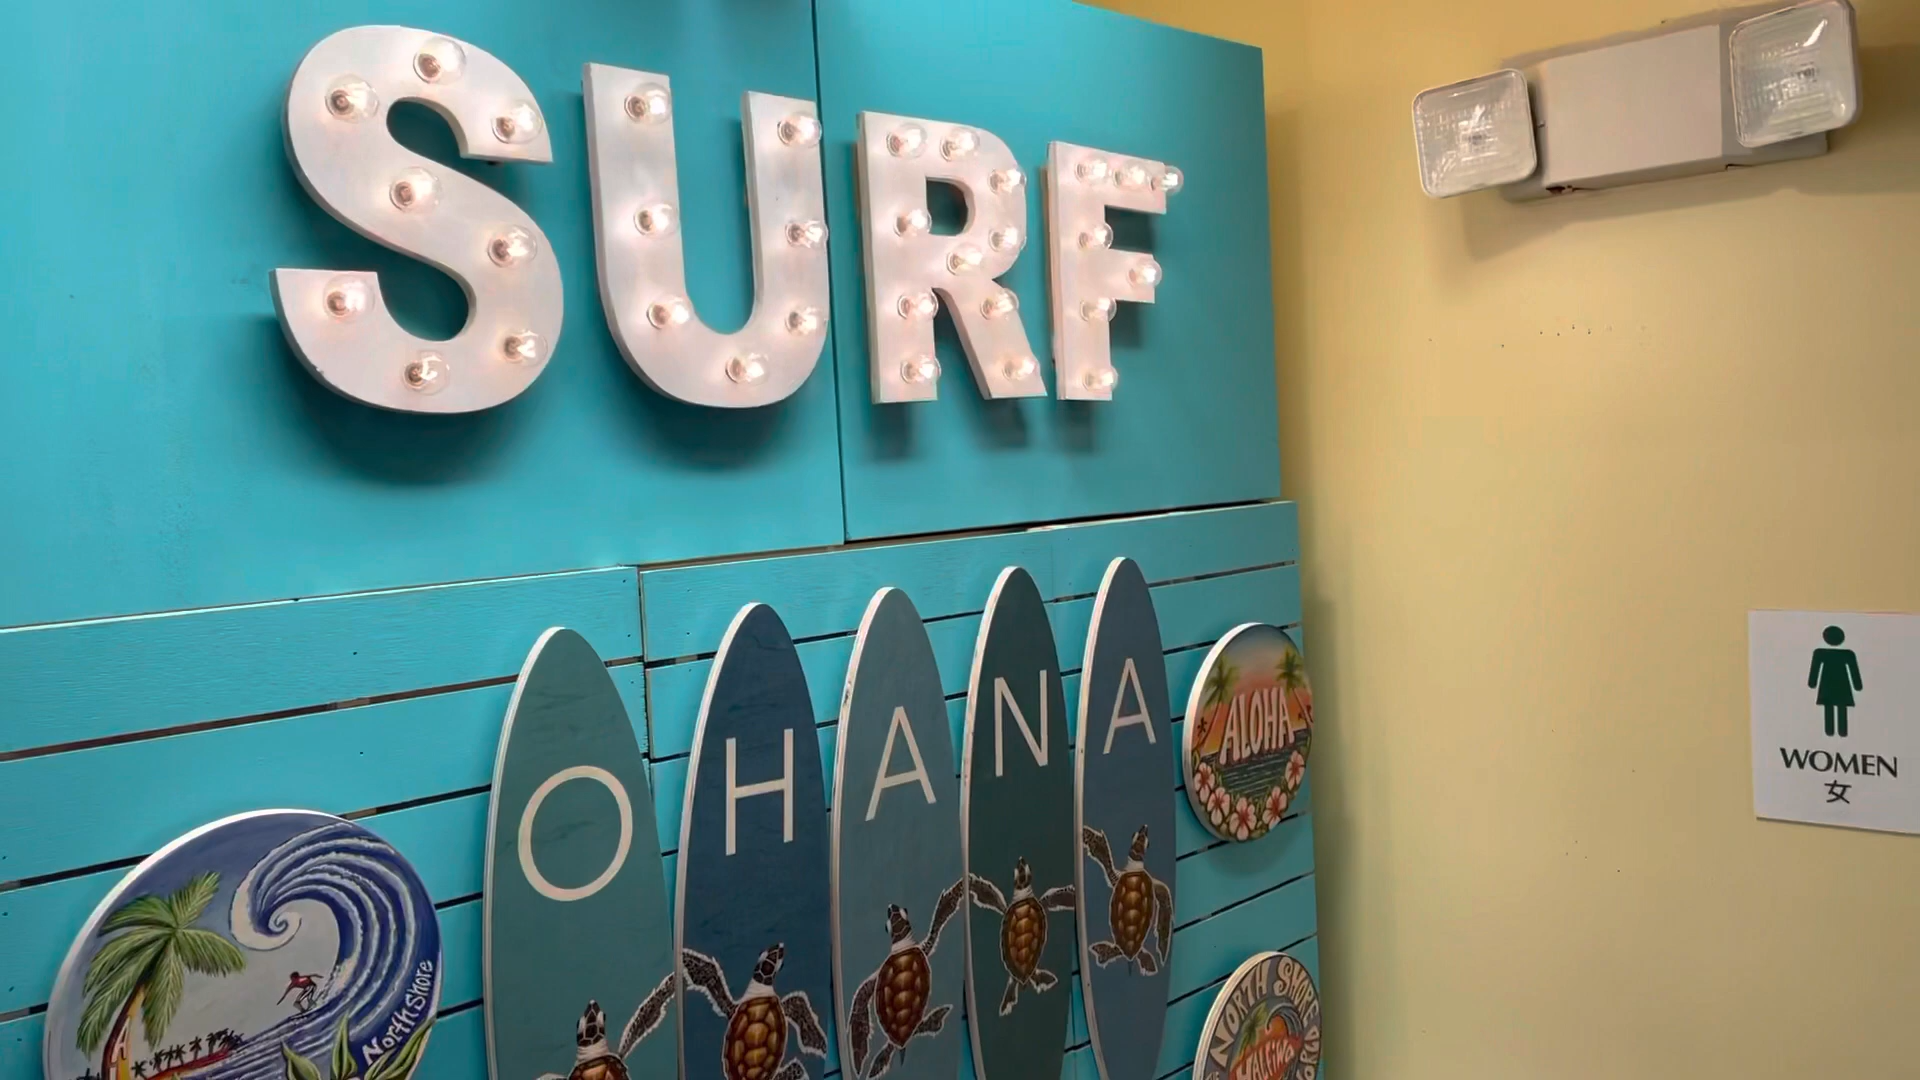 SURF
OHANA
ALOHA
WOMEN
女
North Shore
NORTH SHORE